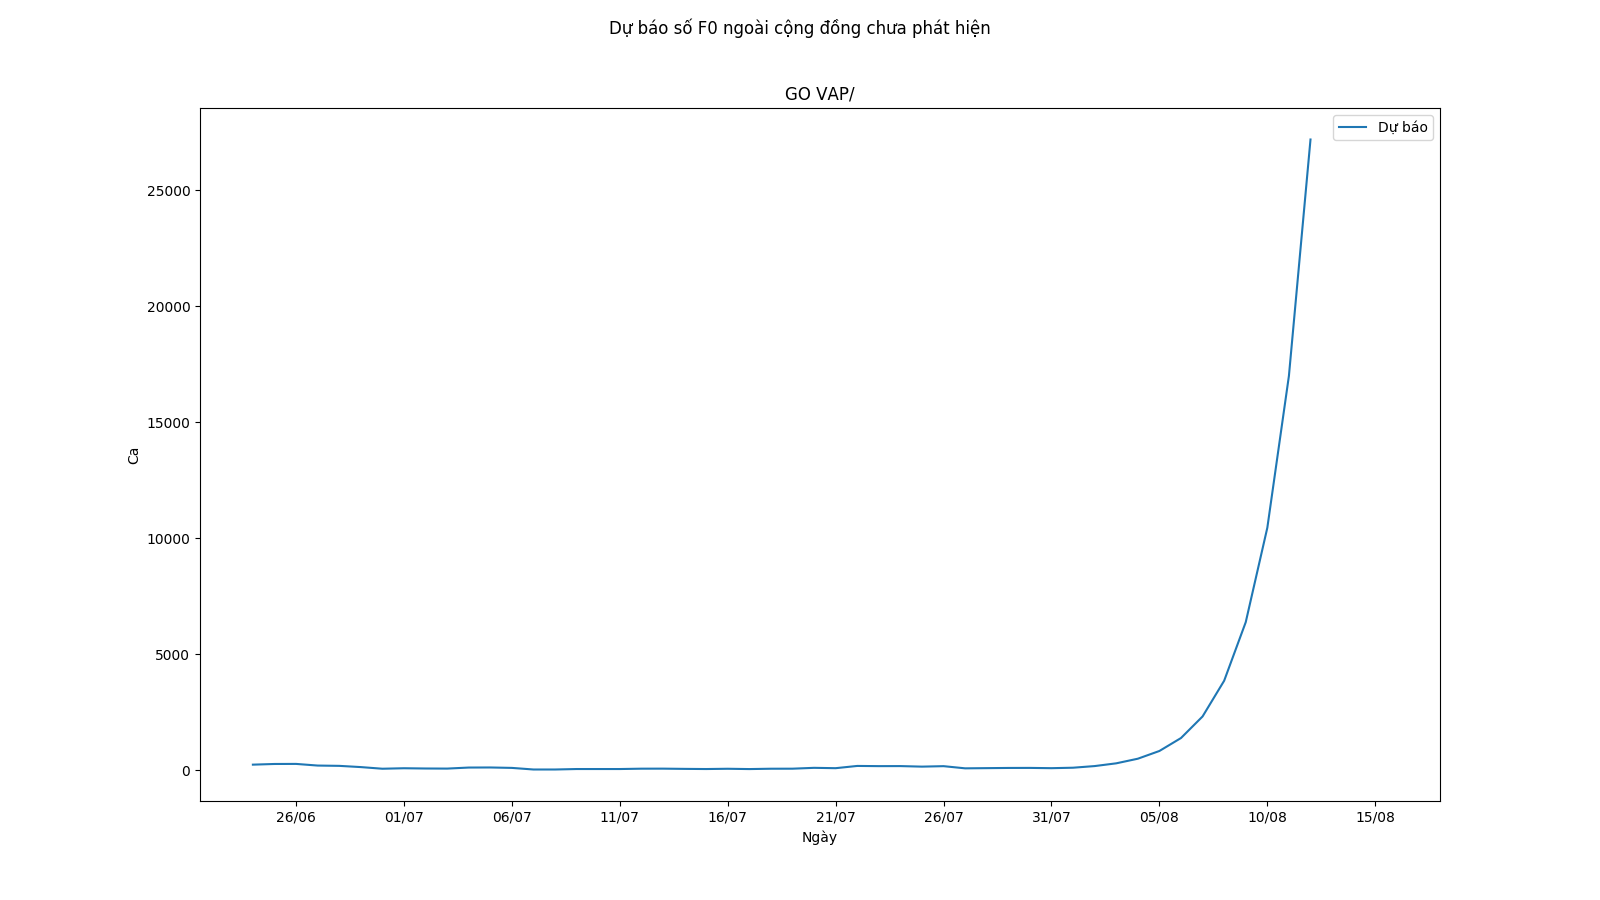 Dự báo số F0 ngoài cộng đồng chưa phát hiện
GO VAP/
Dự báo
25000
20000
15000
10000
5000
0
Ca
26/06 01/07 06/07 11/07 16/07 21/07 26/07 31/07 05/08 10/08 15/08
Ngày